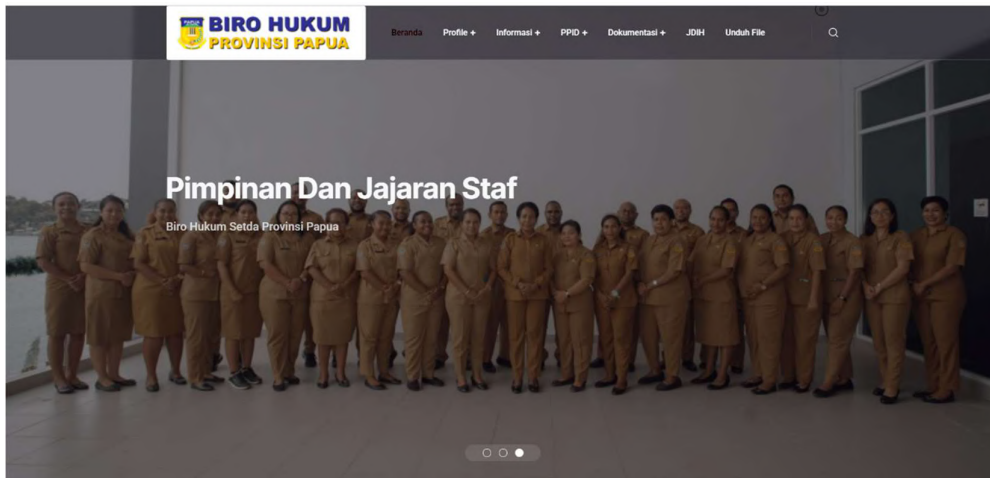 PAPUA
BIRO HUKUM
PROVINSI PAPUA
Beranda
Profile +
Informasi +
PPID +
Dokumentasi +
JDIH
Unduh File
Pimpinan Dan Jajaran Staf
Biro Hukum Setda Provinsi Papua